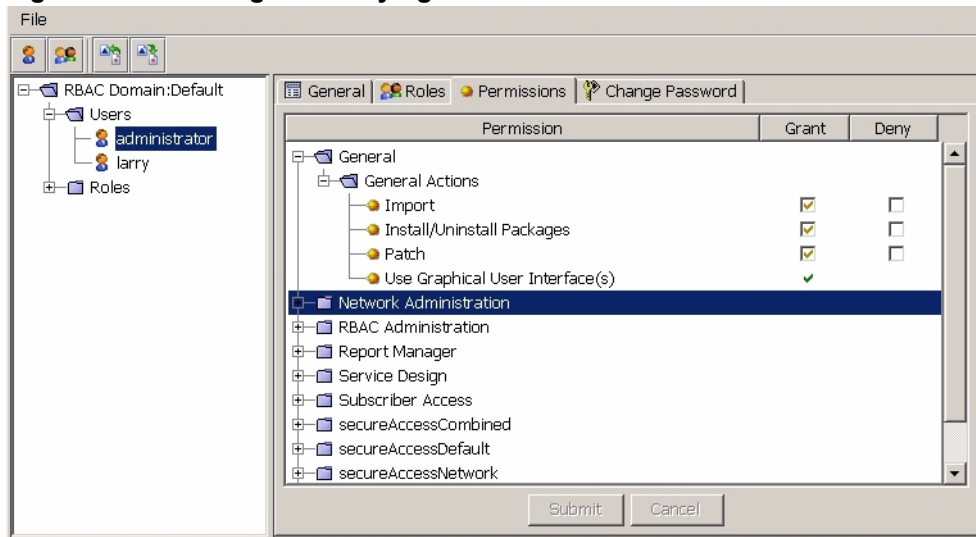 File
RBAC Domain:Default
Users
administrator
larry
Roles
General
Roles
Permissions
Change Password
Permission
Grant
Deny
General
General Actions
Import
Install/Uninstall Packages
Patch
Use Graphical User Interface(s)
Network Administration
RBAC Administration
Report Manager
Service Design
Subscriber Access
secureAccessCombined
secureAccessDefault
secureAccessNetwork
Submit
Cancel